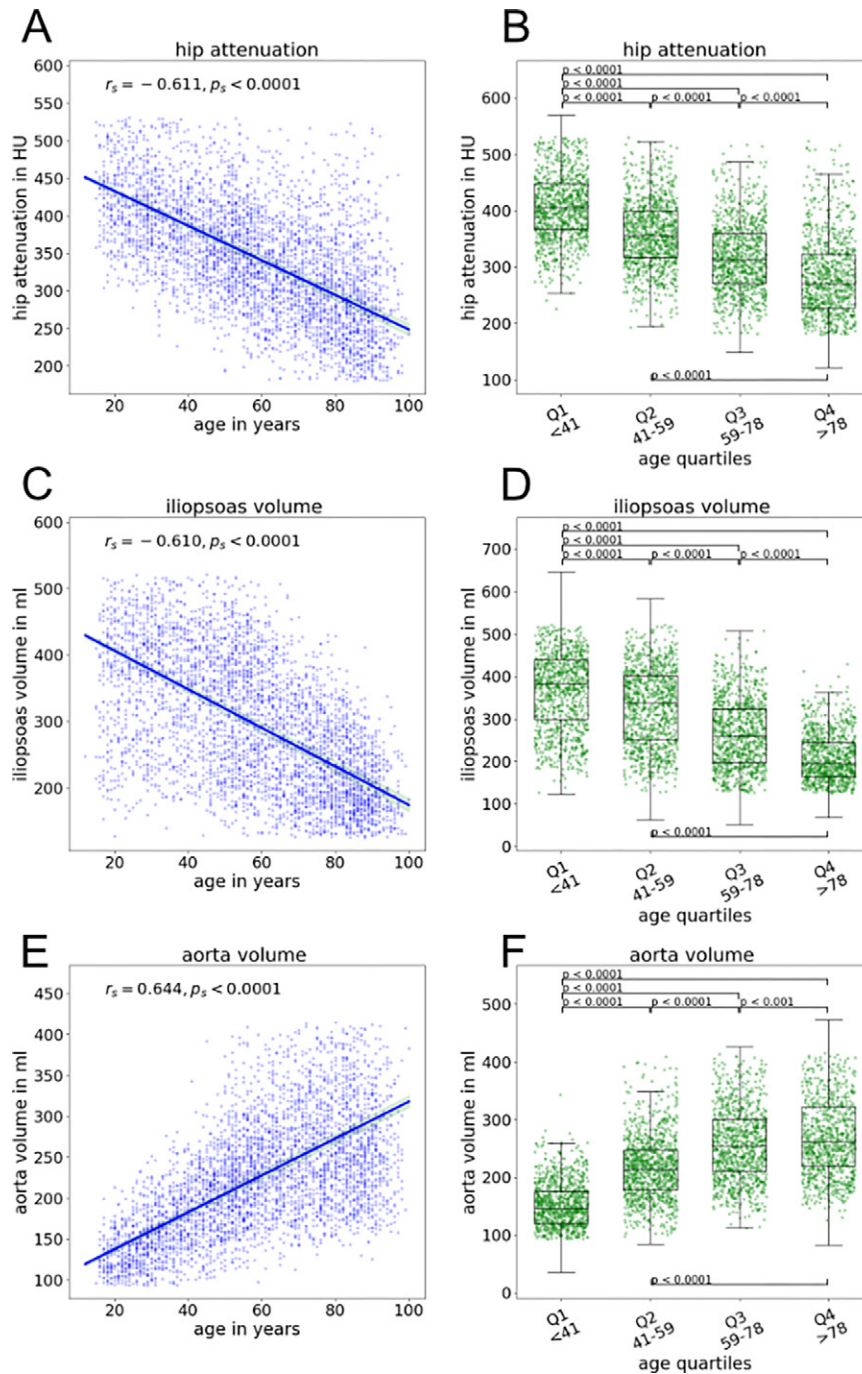 A
hip attenuation
r_s = −0.611, p_s < 0.0001
hip attenuation in HU
600
550
500
450
400
350
300
250
200
20 40 60 80 100
age in years
B
hip attenuation
p < 0.0001
p < 0.0001
p < 0.0001 p < 0.0001 p < 0.0001
hip attenuation in HU
600
500
400
300
200
100
p < 0.0001
Q1 Q2 Q3 Q4
<41 41-59 59-78 >78
age quartiles
C
iliopsoas volume
r_s = −0.610, p_s < 0.0001
iliopsoas volume in ml
600
500
400
300
200
20 40 60 80 100
age in years
D
iliopsoas volume
p < 0.0001
p < 0.0001
p < 0.0001 p < 0.0001 p < 0.0001
iliopsoas volume in ml
700
600
500
400
300
200
100
0
p < 0.0001
Q1 Q2 Q3 Q4
<41 41-59 59-78 >78
age quartiles
E
aorta volume
r_s = 0.644, p_s < 0.0001
aorta volume in ml
450
400
350
300
250
200
150
100
20 40 60 80 100
age in years
F
aorta volume
p < 0.0001
p < 0.0001
p < 0.0001 p < 0.0001 p < 0.001
aorta volume in ml
500
400
300
200
100
0
p < 0.0001
Q1 Q2 Q3 Q4
<41 41-59 59-78 >78
age quartiles